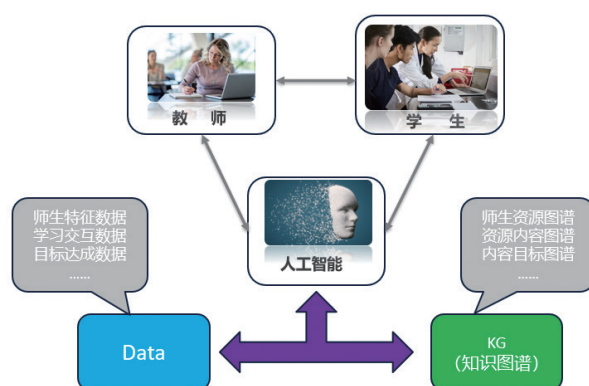 教 师
学 生
人工智能
师生特征数据
学习交互数据
目标达成数据
......
师生资源图谱
资源内容图谱
内容目标图谱
......
Data
KG
（知识图谱）